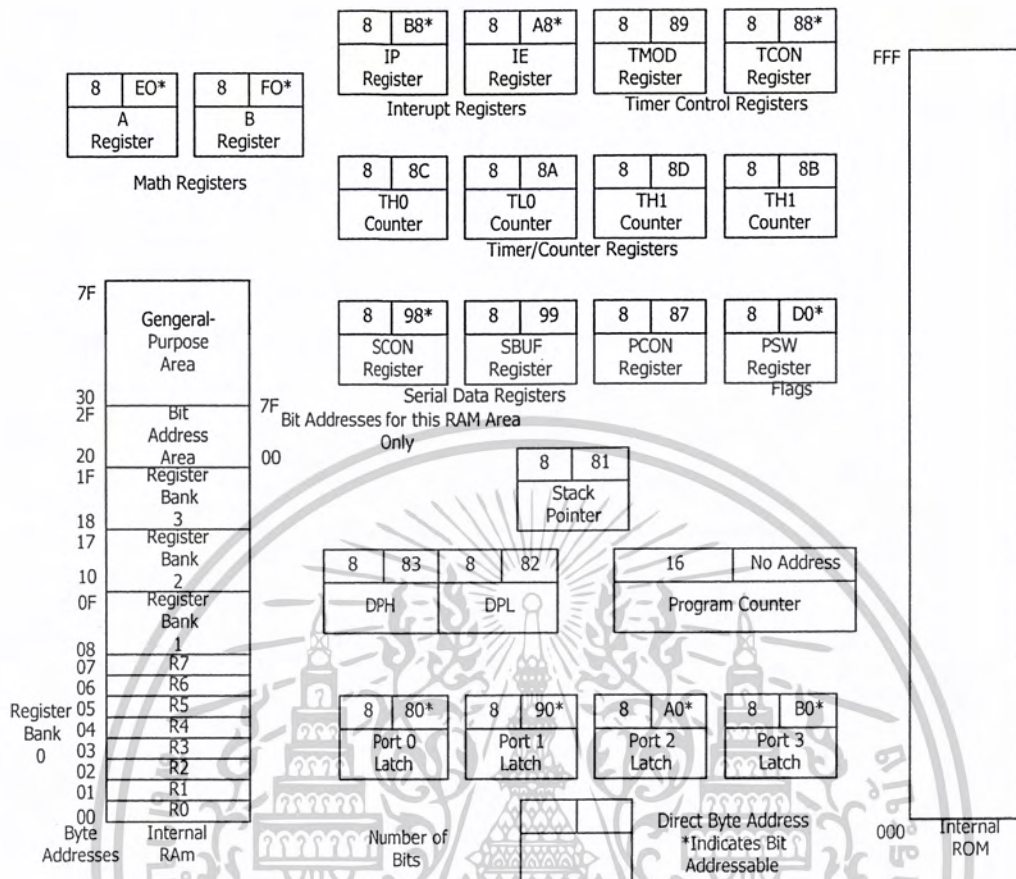 8 B8*
IP
Register
8 A8*
IE
Register
Interupt Registers
8 89
TMOD
Register
8 88*
TCON
Register
Timer Control Registers
8 EO*
A
Register
8 FO*
B
Register
Math Registers
8 8C
TH0
Counter
8 8A
TL0
Counter
8 8D
TH1
Counter
8 8B
TH1
Counter
Timer/Counter Registers
8 98*
SCON
Register
8 99
SBUF
Register
8 87
PCON
Register
Serial Data Registers
8 D0*
PSW
Register
Flags
7F
Gengeral-
Purpose
Area
30
2F
Bit
Address
Area
20
7F
Bit Addresses for this RAM Area
Only
00
1F
Register
Bank
3
18
17
Register
Bank
2
10
0F
Register
Bank
1
08
07 R7
06 R6
05 R5
04 R4
03 R3
02 R2
01 R1
00 R0
Register
Bank
0
Byte
Addresses
Internal
RAm
8 81
Stack
Pointer
8 83
DPH
8 82
DPL
16 No Address
Program Counter
8 80*
Port 0
Latch
8 90*
Port 1
Latch
8 A0*
Port 2
Latch
8 B0*
Port 3
Latch
Number of
Bits
Direct Byte Address
*Indicates Bit
Addressable
FFF
000
Internal
ROM